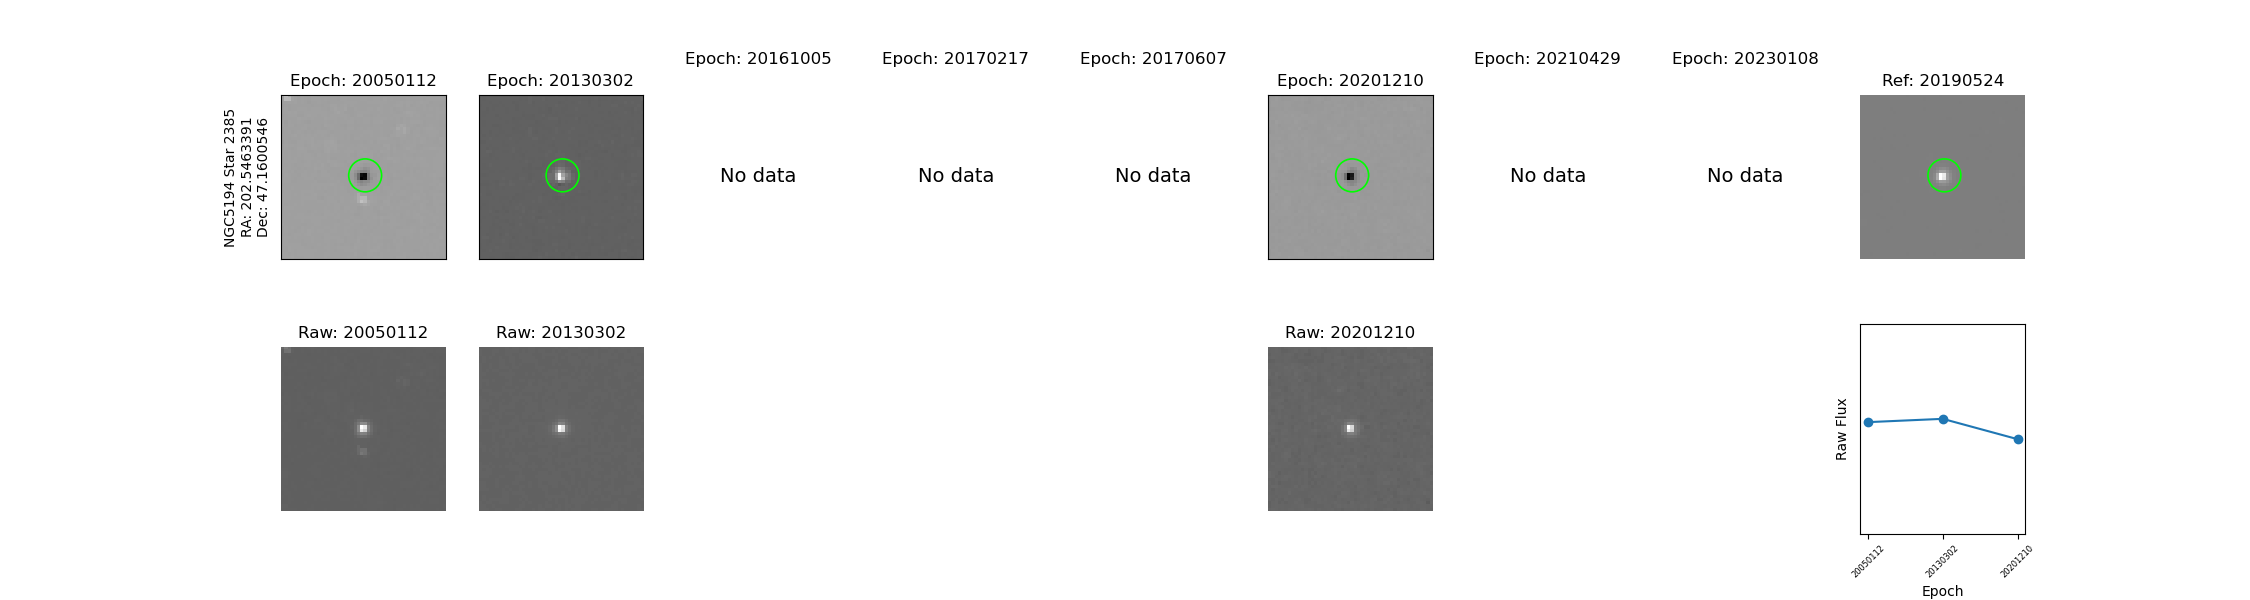 Epoch: 20050112
Epoch: 20130302
Epoch: 20161005
Epoch: 20170217
Epoch: 20170607
Epoch: 20201210
Epoch: 20210429
Epoch: 20230108
Ref: 20190524
NGC5194 Star 2385
RA: 202.5463391
Dec: 47.1600546
No data
No data
No data
No data
No data
Raw: 20050112
Raw: 20130302
Raw: 20201210
Raw Flux
20050112
20130302
20201210
Epoch